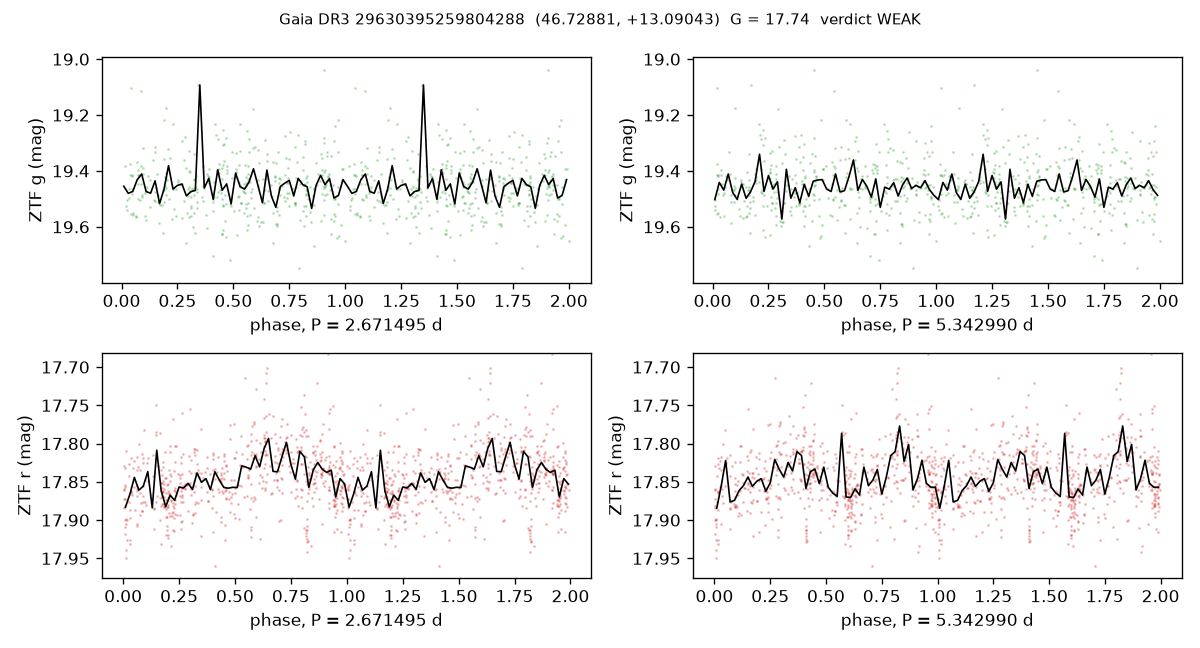 Gaia DR3 29630395259804288 (46.72881, +13.09043) G = 17.74 verdict WEAK
19.0
19.2
19.4
19.6
ZTF g (mag)
0.00 0.25 0.50 0.75 1.00 1.25 1.50 1.75 2.00
phase, P = 2.671495 d
19.0
19.2
19.4
19.6
ZTF g (mag)
0.00 0.25 0.50 0.75 1.00 1.25 1.50 1.75 2.00
phase, P = 5.342990 d
17.70
17.75
17.80
17.85
17.90
17.95
ZTF r (mag)
0.00 0.25 0.50 0.75 1.00 1.25 1.50 1.75 2.00
phase, P = 2.671495 d
17.70
17.75
17.80
17.85
17.90
17.95
ZTF r (mag)
0.00 0.25 0.50 0.75 1.00 1.25 1.50 1.75 2.00
phase, P = 5.342990 d